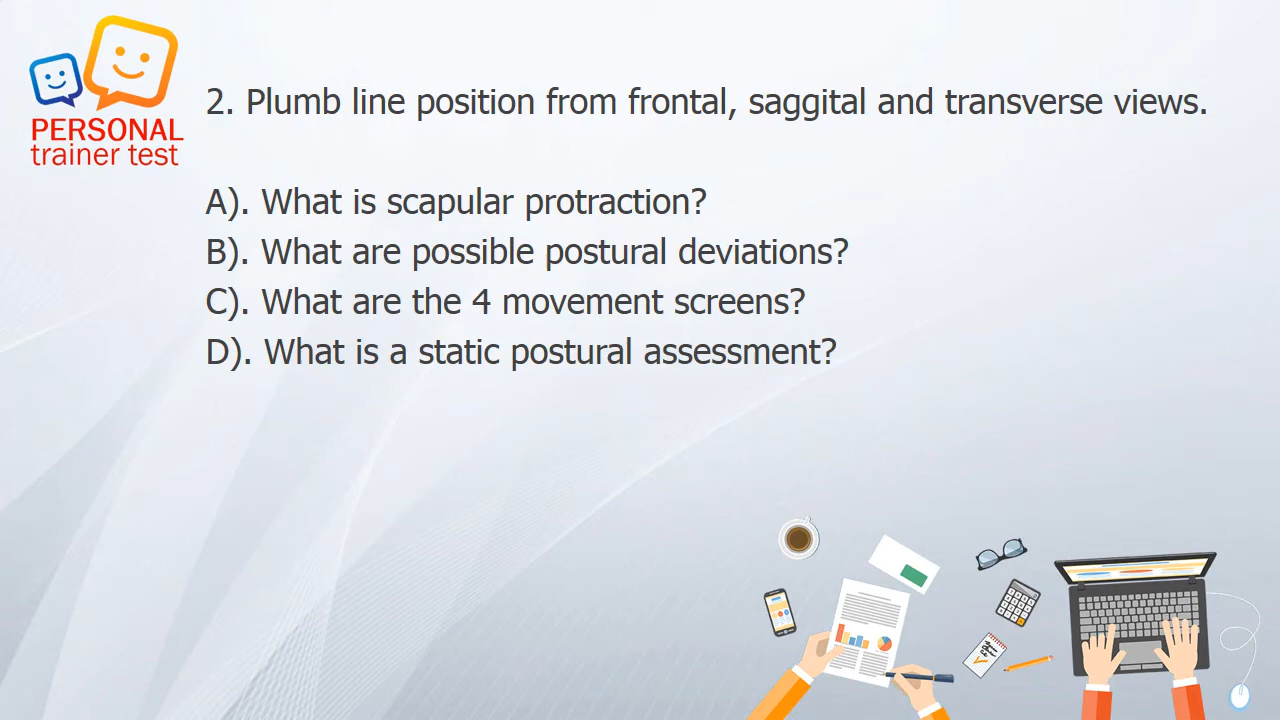 PERSONAL
trainer test
2. Plumb line position from frontal, saggital and transverse views.
A). What is scapular protraction?
B). What are possible postural deviations?
C). What are the 4 movement screens?
D). What is a static postural assessment?